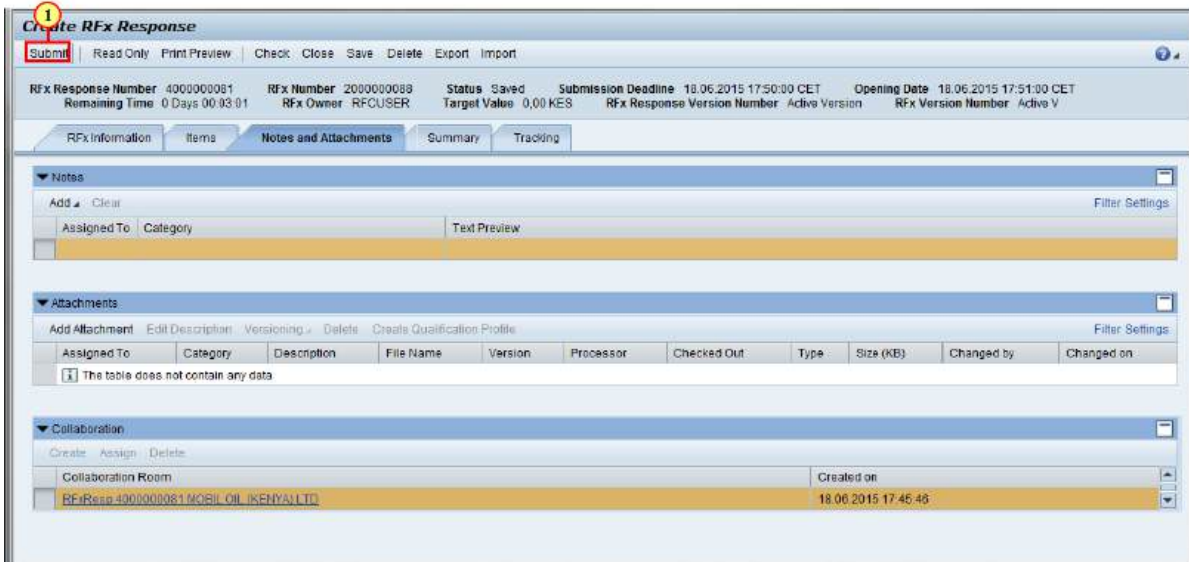 1
Create RFx Response
Submit Read Only Print Preview Check Close Save Delete Export Import
RFx Response Number 4000000081 RFx Number 2000000088 Status Saved Submission Deadline 18.06.2015 17:50:00 CET Opening Date 18.06.2015 17:51:00 CET
Remaining Time 0 Days 00:03:01 RFx Owner RFCUSER Target Value 0,00 KES RFx Response Version Number Active Version RFx Version Number Active V
RFx Information Items Notes and Attachments Summary Tracking
Notes
Add Clear Filter Settings
Assigned To Category Text Preview
Attachments
Add Attachment Edit Description Versioning Delete Create Qualification Profile Filter Settings
Assigned To Category Description File Name Version Processor Checked Out Type Size (KB) Changed by Changed on
The table does not contain any data
Collaboration
Create Assign Delete
Collaboration Room Created on
RFxResp 4000000081 MOBIL OIL (KENYA) LTD 18.06.2015 17:45:46